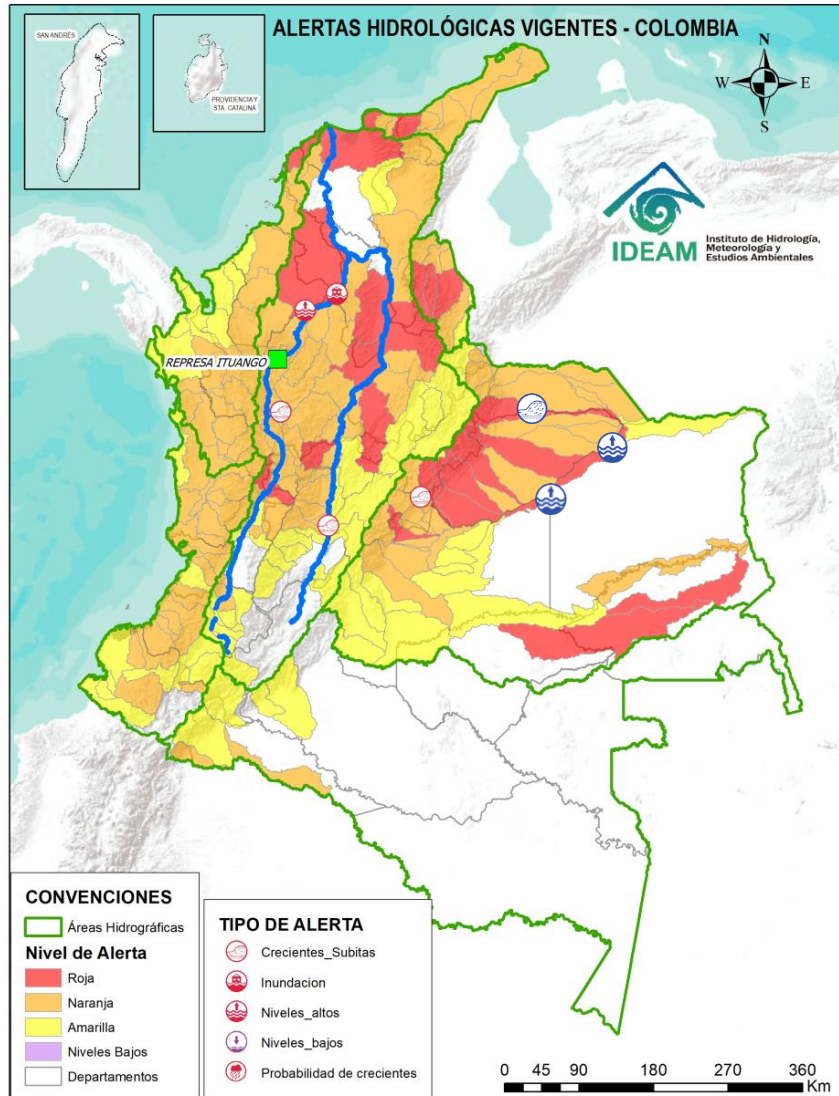 ALERTAS HIDROLÓGICAS VIGENTES - COLOMBIA
SAN ANDRÉS
PROVIDENCIA Y
STA. CATALINA
N
W
E
S
IDEAM
Instituto de Hidrología,
Meteorología y
Estudios Ambientales
REPRESA ITUANGO
CONVENCIONES
Áreas Hidrográficas
Nivel de Alerta
Roja
Naranja
Amarilla
Niveles Bajos
Departamentos
TIPO DE ALERTA
Crecientes_Subitas
Inundacion
Niveles_altos
Niveles_bajos
Probabilidad de crecientes
0 45 90 180 270 360
Km